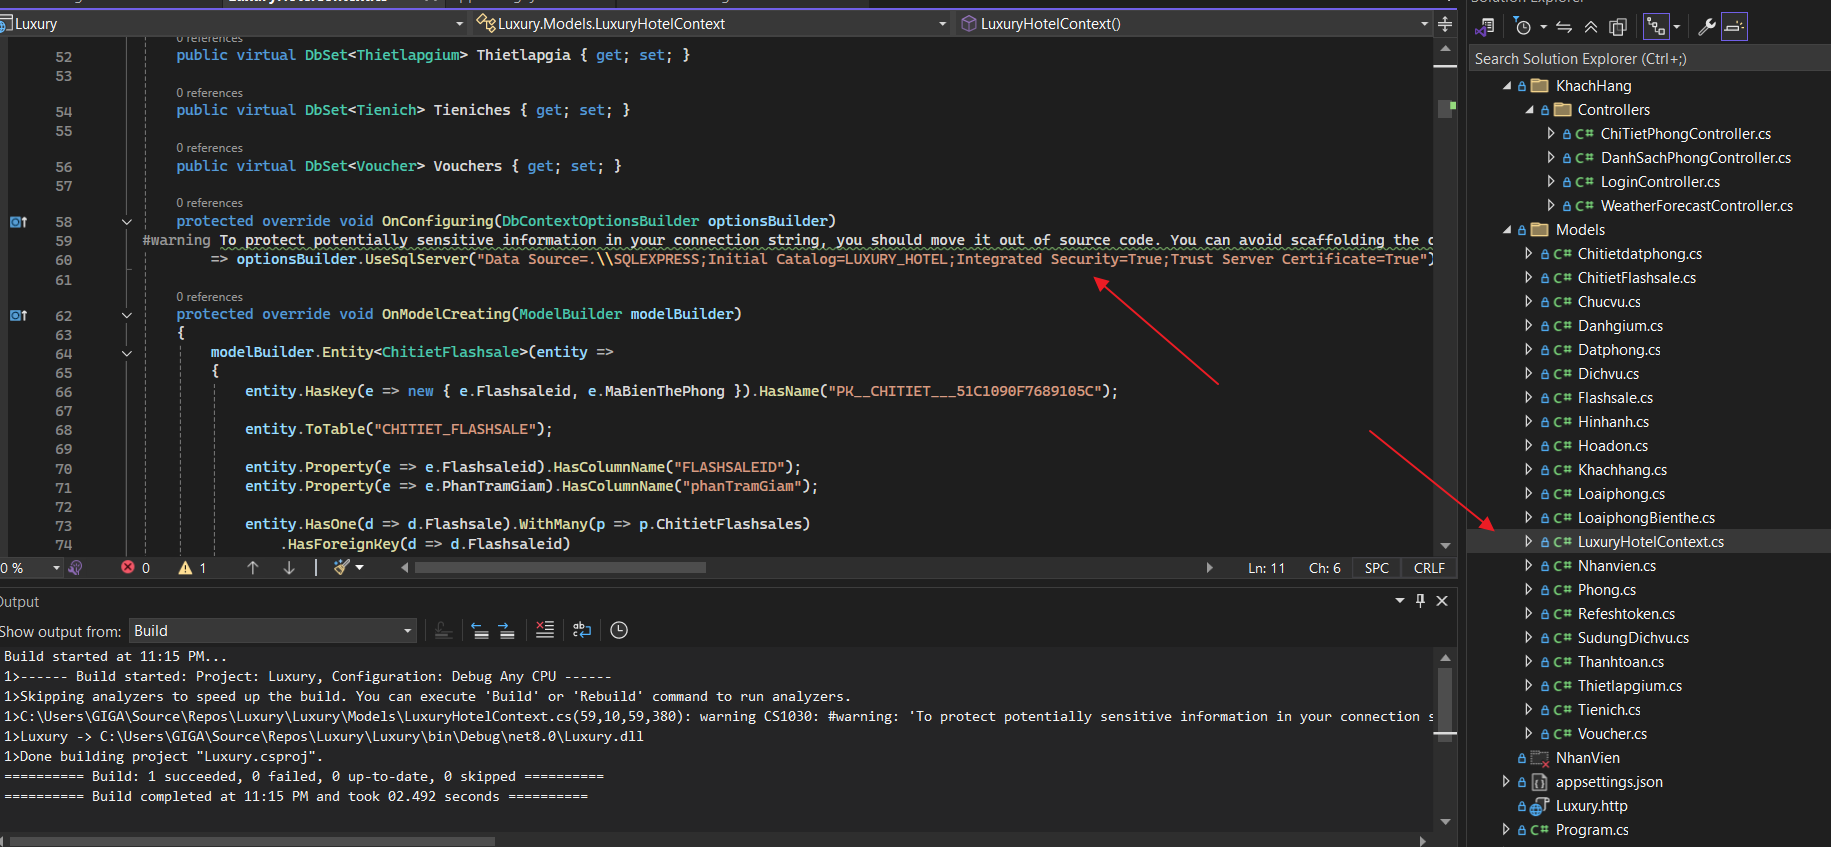 Luxury
Luxury.Models.LuxuryHotelContext
LuxuryHotelContext()
0 references
52 public virtual DbSet<Thietlapgium> Thietlapgia { get; set; }
53
0 references
54 public virtual DbSet<Tienich> Tieniches { get; set; }
55
0 references
56 public virtual DbSet<Voucher> Vouchers { get; set; }
57
0 references
58 protected override void OnConfiguring(DbContextOptionsBuilder optionsBuilder)
59 #warning To protect potentially sensitive information in your connection string, you should move it out of source code. You can avoid scaffolding the
60 => optionsBuilder.UseSqlServer("Data Source=.\\SQLEXPRESS;Initial Catalog=LUXURY_HOTEL;Integrated Security=True;Trust Server Certificate=True")
61
0 references
62 protected override void OnModelCreating(ModelBuilder modelBuilder)
63 {
64 modelBuilder.Entity<ChitietFlashsale>(entity =>
65 {
66 entity.HasKey(e => new { e.Flashsaleid, e.MaBienThePhong }).HasName("PK__CHITIET___51C1090F7689105C");
67
68 entity.ToTable("CHITIET_FLASHSALE");
69
70 entity.Property(e => e.Flashsaleid).HasColumnName("FLASHSALEID");
71 entity.Property(e => e.PhanTramGiam).HasColumnName("phanTramGiam");
72
73 entity.HasOne(d => d.Flashsale).WithMany(p => p.ChitietFlashsales)
74 .HasForeignKey(d => d.Flashsaleid)
0 %
0
1
Ln: 11 Ch: 6 SPC CRLF
Output
Show output from: Build
Build started at 11:15 PM...
1>------ Build started: Project: Luxury, Configuration: Debug Any CPU ------
1>Skipping analyzers to speed up the build. You can execute 'Build' or 'Rebuild' command to run analyzers.
1>C:\Users\GIGA\Source\Repos\Luxury\Luxury\Models\LuxuryHotelContext.cs(59,10,59,380): warning CS1030: #warning: 'To protect potentially sensitive information in your connection s
1>Luxury -> C:\Users\GIGA\Source\Repos\Luxury\Luxury\bin\Debug\net8.0\Luxury.dll
1>Done building project "Luxury.csproj".
========== Build: 1 succeeded, 0 failed, 0 up-to-date, 0 skipped ==========
========== Build completed at 11:15 PM and took 02.492 seconds ==========
Search Solution Explorer (Ctrl+;)
KhachHang
Controllers
C# ChiTietPhongController.cs
C# DanhSachPhongController.cs
C# LoginController.cs
C# WeatherForecastController.cs
Models
C# Chitietdatphong.cs
C# ChitietFlashsale.cs
C# Chucvu.cs
C# Danhgium.cs
C# Datphong.cs
C# Dichvu.cs
C# Flashsale.cs
C# Hinhanh.cs
C# Hoadon.cs
C# Khachhang.cs
C# Loaiphong.cs
C# LoaiphongBienthe.cs
C# LuxuryHotelContext.cs
C# Nhanvien.cs
C# Phong.cs
C# Refeshtoken.cs
C# SudungDichvu.cs
C# Thanhtoan.cs
C# Thietlapgium.cs
C# Tienich.cs
C# Voucher.cs
NhanVien
appsettings.json
Luxury.http
C# Program.cs